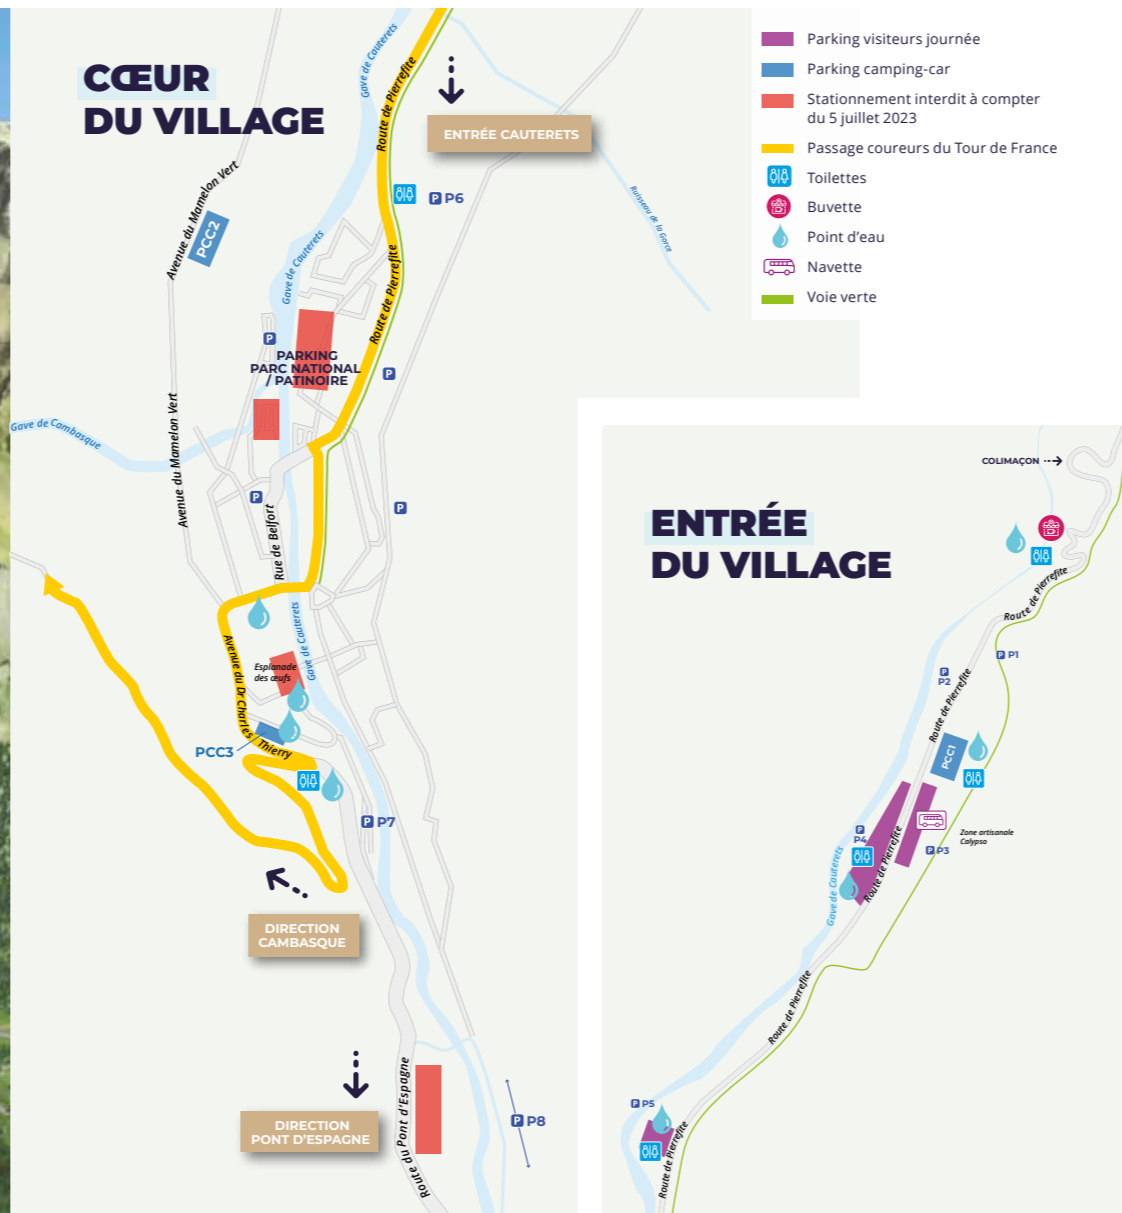 CŒUR
DU VILLAGE
Gave de Cauterets
Route de Pierrefite
ENTRÉE CAUTERETS
Parking visiteurs journée
Parking camping-car
Stationnement interdit à compter
du 5 juillet 2023
Passage coureurs du Tour de France
Toilettes
Buvette
Point d'eau
Navette
Voie verte
Avenue du Mamelon Vert
PCC2
P P6
Ruisseau de la Gorce
Gave de Cauterets
Route de Pierrefite
P
PARKING
PARC NATIONAL
/ PATINOIRE
P
Gave de Cambasque
Avenue du Mamelon Vert
P
P
Rue de Belfort
Gave de Cauterets
Avenue du Dr Charles
Thierry
Esplanade
des œufs
PCC3
P P7
DIRECTION
CAMBASQUE
Route du Pont d'Espagne
DIRECTION
PONT D'ESPAGNE
P P8
ENTRÉE
DU VILLAGE
COLIMAÇON
Route de Pierrefite
P P1
P
P2
Route de Pierrefite
PCC1
P
P4
Route de Pierrefite
P P3
Zone artisanale
Calypso
Gave de Cauterets
Route de Pierrefite
P P5
Route de Pierrefite